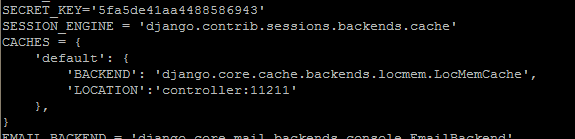 SECRET_KEY='5fa5de41aa4488586943'
SESSION_ENGINE = 'django.contrib.sessions.backends.cache'
CACHES = {
    'default': {
        'BACKEND': 'django.core.cache.backends.locmem.LocMemCache',
        'LOCATION':'controller:11211'
    },
}
EMAIL_BACKEND = 'django.core.mail.backends.console.EmailBackend'